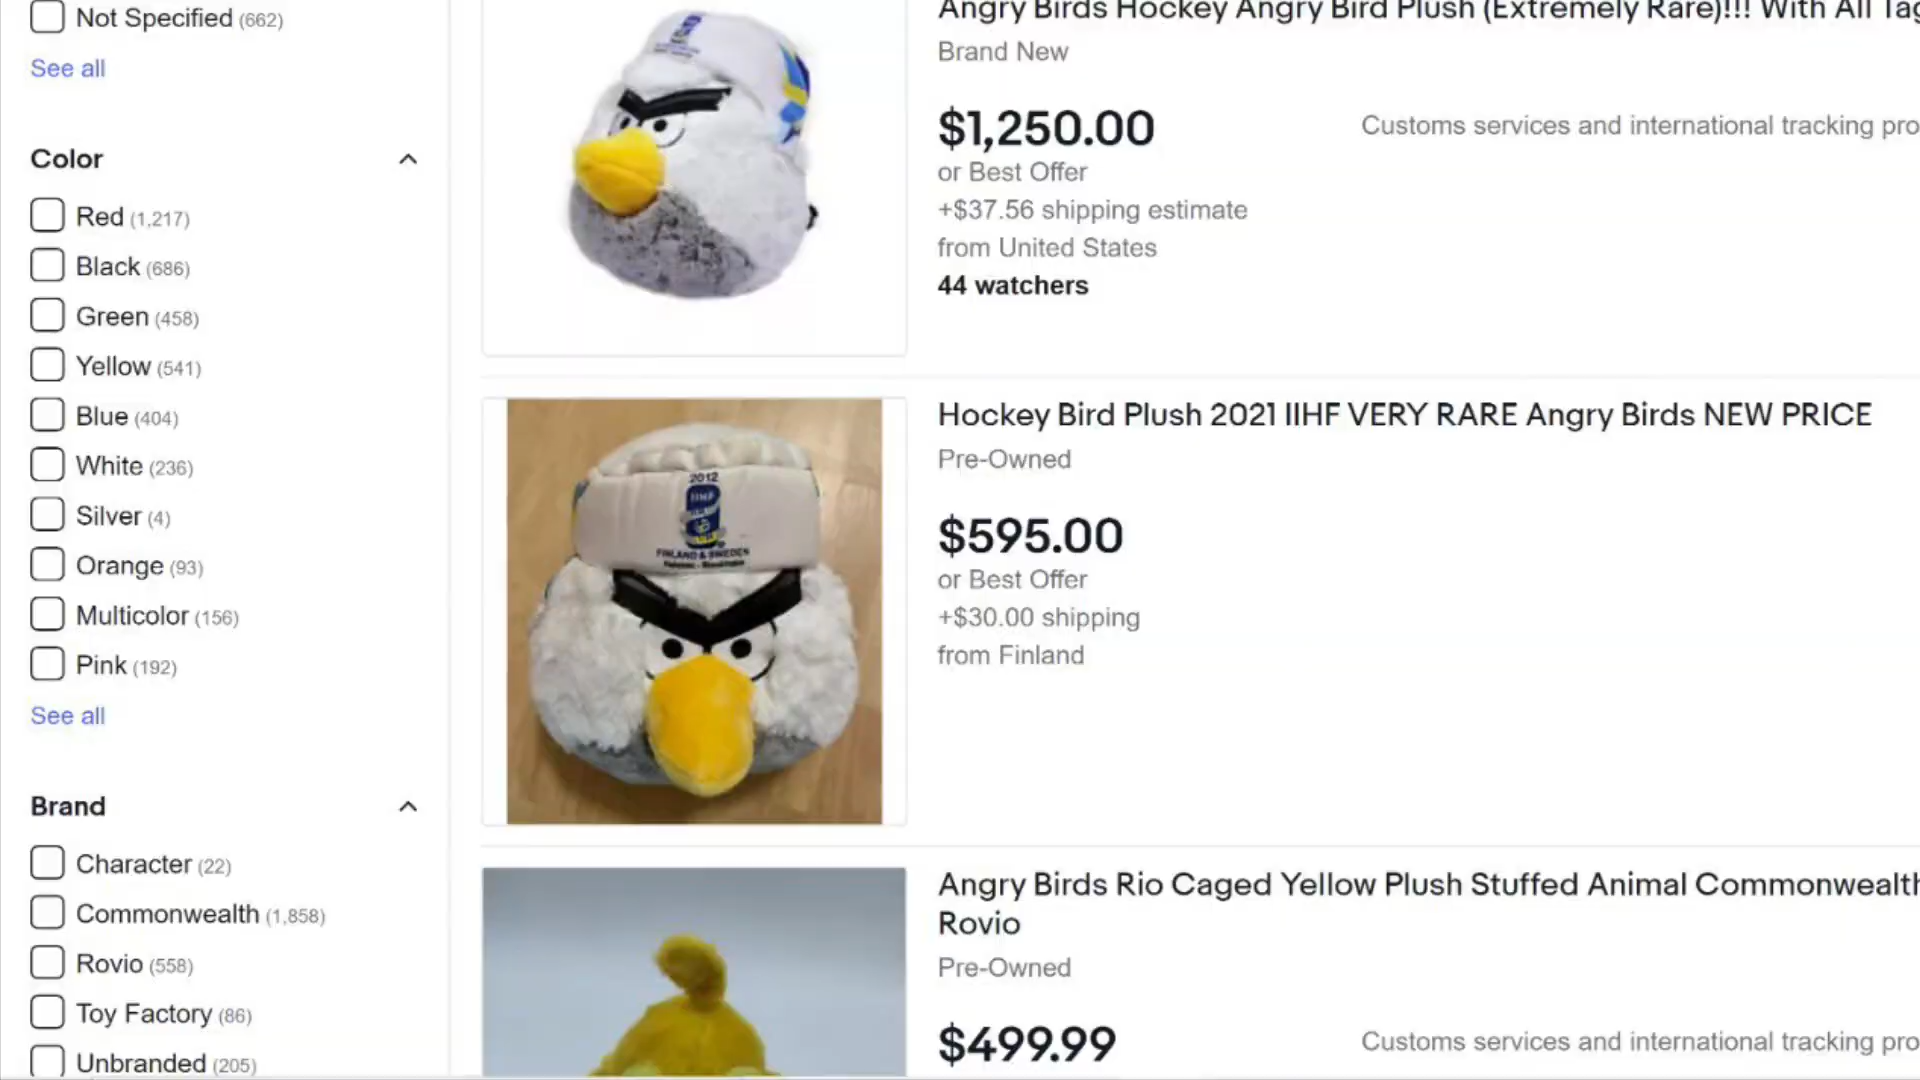 Not Specified (662)
See all
Color
Red (1,217)
Black (686)
Green (458)
Yellow (541)
Blue (404)
White (236)
Silver (4)
Orange (93)
Multicolor (156)
Pink (192)
See all
Brand
Character (22)
Commonwealth (1,858)
Rovio (558)
Toy Factory (86)
Unbranded (205)
Angry Birds Hockey Angry Bird Plush (Extremely Rare)!!! With All Tag
Brand New
$1,250.00
Customs services and international tracking pro
or Best Offer
+$37.56 shipping estimate
from United States
44 watchers
2012
IIHF
FINLAND & SWEDEN
Hockey Bird Plush 2021 IIHF VERY RARE Angry Birds NEW PRICE
Pre-Owned
$595.00
or Best Offer
+$30.00 shipping
from Finland
Angry Birds Rio Caged Yellow Plush Stuffed Animal Commonwealth
Rovio
Pre-Owned
$499.99
Customs services and international tracking pro